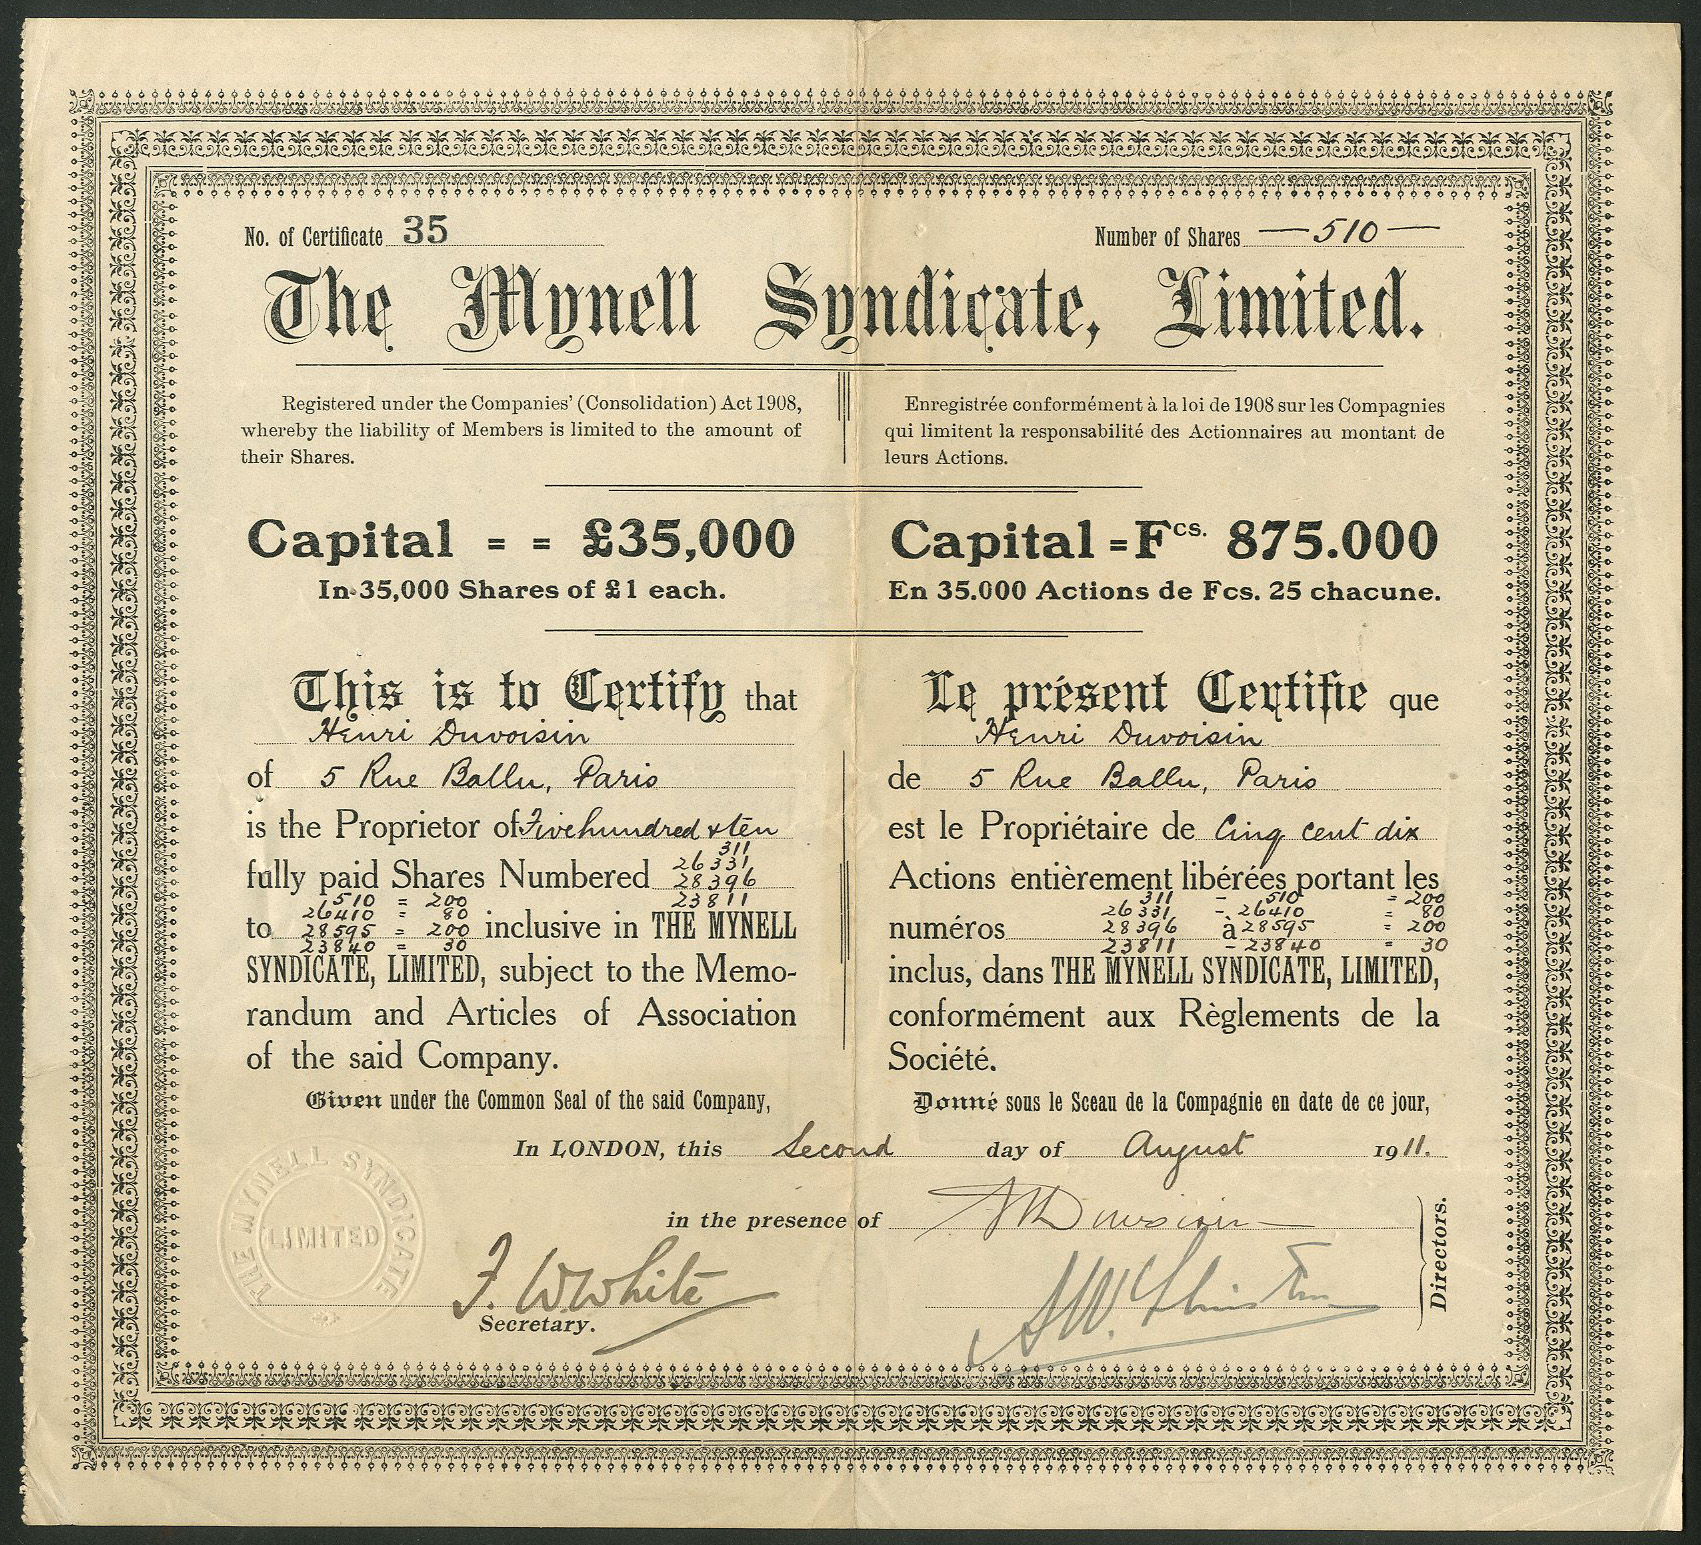 No. of Certificate 35
Number of Shares — 510 —
The Mynell Syndicate, Limited.
Registered under the Companies' (Consolidation) Act 1908,
whereby the liability of Members is limited to the amount of
their Shares.
Enregistrée conformément à la loi de 1908 sur les Compagnies
qui limitent la responsabilité des Actionnaires au montant de
leurs Actions.
Capital = = £35,000
In 35,000 Shares of £1 each.
Capital = Fcs. 875.000
En 35.000 Actions de Fcs. 25 chacune.
This is to Certify that
Henri Duvoisin
of 5 Rue Ballu, Paris
is the Proprietor of Five hundred & ten
311
26331
fully paid Shares Numbered 28396
23811
510 = 200
26410 = 80
to 28595 = 200 inclusive in THE MYNELL
23840 = 30
SYNDICATE, LIMITED, subject to the Memo-
randum and Articles of Association
of the said Company.
Given under the Common Seal of the said Company,
Le présent Certifie que
Henri Duvoisin
de 5 Rue Ballu, Paris
est le Propriétaire de Cinq cent dix
Actions entièrement libérées portant les
311 - 510 = 200
26331 - 26410 = 80
numéros 28396 à 28595 = 200
23811 - 23840 = 30
inclus, dans THE MYNELL SYNDICATE, LIMITED,
conformément aux Règlements de la
Société.
Donné sous le Sceau de la Compagnie en date de ce jour,
In LONDON, this Second day of August 1911.
in the presence of Duvoisin
Directors.
F. W. White
Secretary.
THE MYNELL SYNDICATE
LIMITED